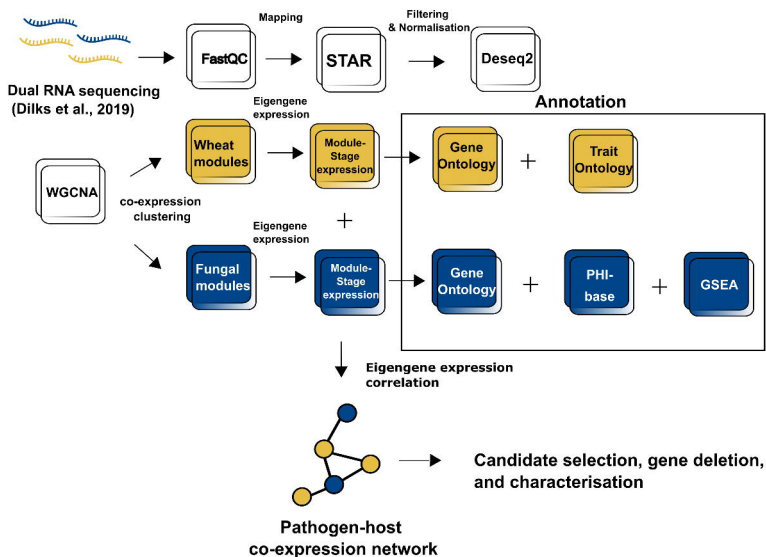 Mapping
Filtering
& Normalisation
FastQC
STAR
Deseq2
Dual RNA sequencing
(Dilks et al., 2019)
Annotation
Eigengene
expression
Wheat
modules
Module-
Stage
expression
Gene
Ontology
+
Trait
Ontology
WGCNA
co-expression
clustering
+
Eigengene
expression
Fungal
modules
Module-
Stage
expression
Gene
Ontology
+
PHI-
base
+
GSEA
Eigengene expression
correlation
Candidate selection, gene deletion,
and characterisation
Pathogen-host
co-expression network